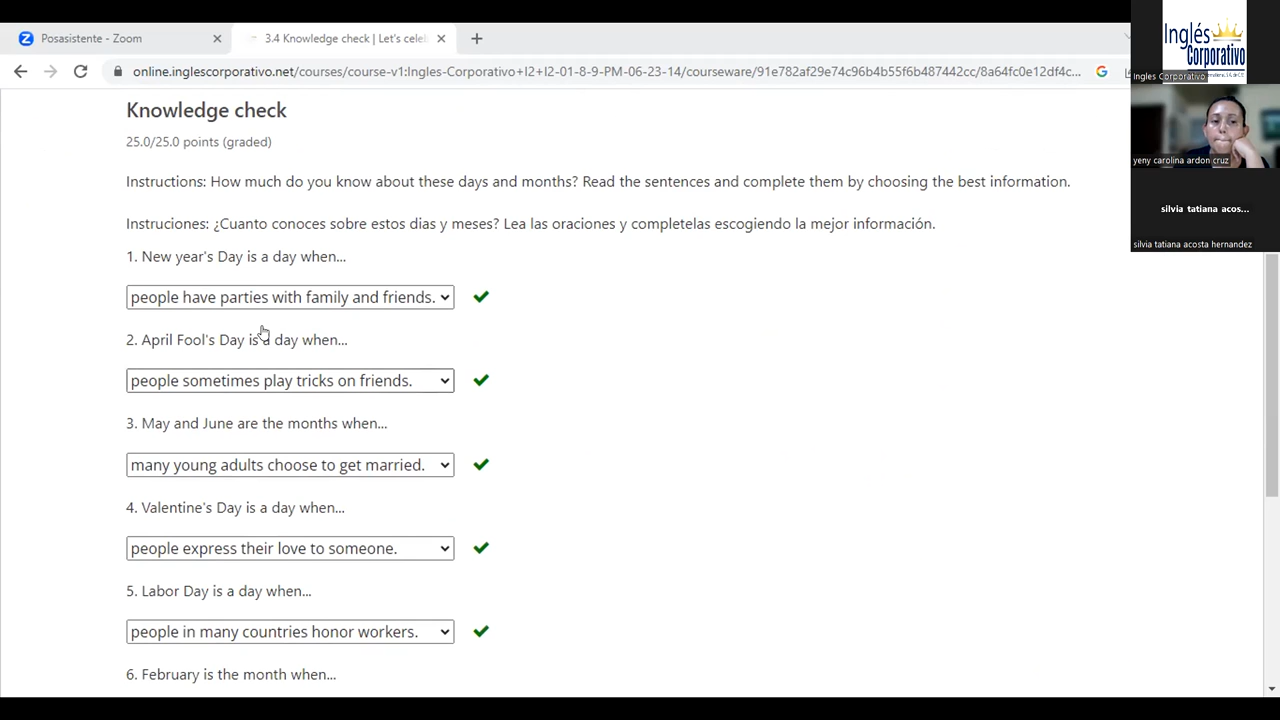 Posasistente - Zoom
3.4 Knowledge check | Let's celeb
online.inglescorporativo.net/courses/course-v1:Ingles-Corporativo+I2+I2-01-8-9-PM-06-23-14/courseware/91e782af29e74c96b4b55f6b487442cc/8a64fc0e12df4c...
Inglés
Corporativo
Ingles Corporativo
yeny carolina ardon cruz
silvia tatiana acos...
silvia tatiana acosta hernandez
Knowledge check
25.0/25.0 points (graded)
Instructions: How much do you know about these days and months? Read the sentences and complete them by choosing the best information.
Instruciones: ¿Cuanto conoces sobre estos dias y meses? Lea las oraciones y completelas escogiendo la mejor información.
1. New year's Day is a day when...
people have parties with family and friends.
2. April Fool's Day is a day when...
people sometimes play tricks on friends.
3. May and June are the months when...
many young adults choose to get married.
4. Valentine's Day is a day when...
people express their love to someone.
5. Labor Day is a day when...
people in many countries honor workers.
6. February is the month when...